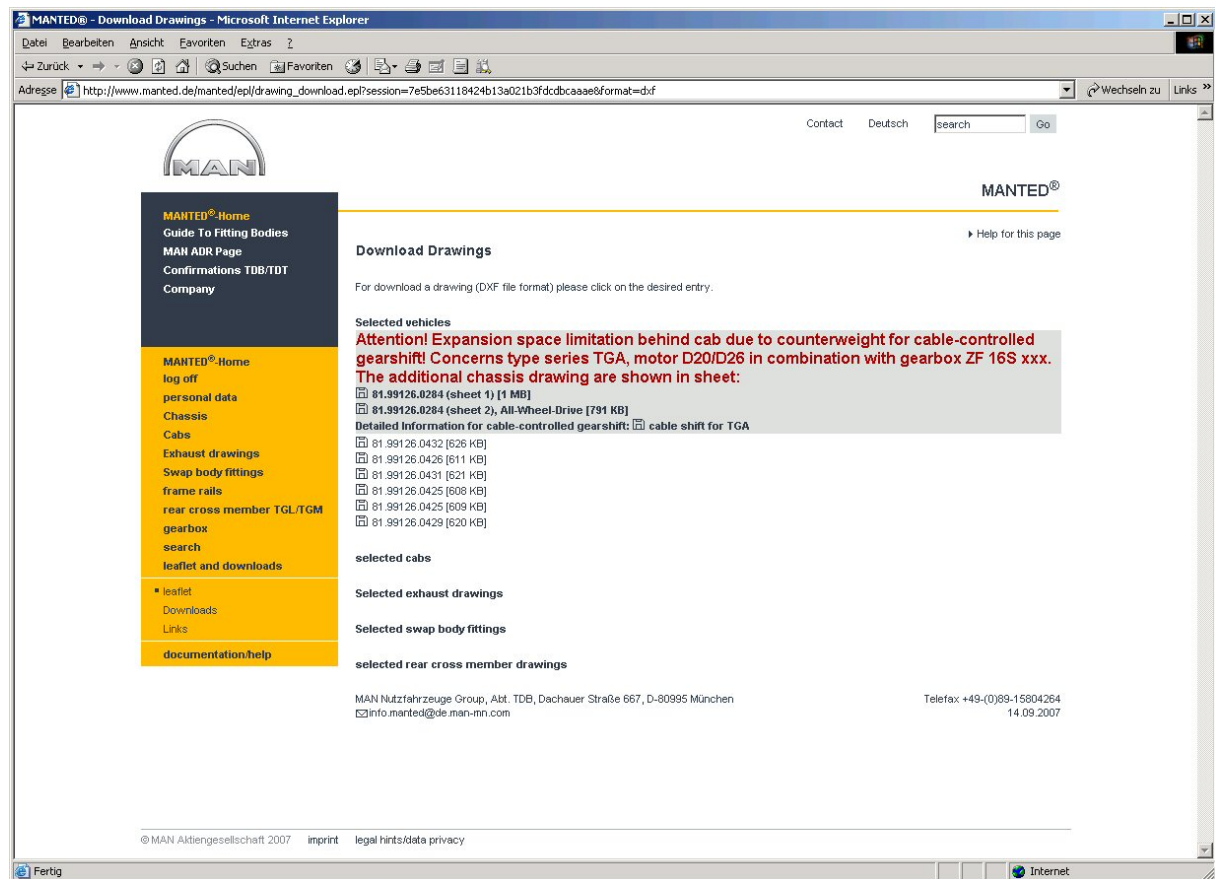 MANTED® - Download Drawings - Microsoft Internet Explorer
Datei Bearbeiten Ansicht Favoriten Extras ?
Zurück Suchen Favoriten
Adresse http://www.manted.de/manted/epl/drawing_download.epl?session=7e5be63118424b13a021b3fdcdbcaaae&format=dxf Wechseln zu Links »
Contact Deutsch search Go
MAN
MANTED®
MANTED®-Home
Guide To Fitting Bodies
MAN ADR Page
Confirmations TDB/TDT
Company
MANTED®-Home
log off
personal data
Chassis
Cabs
Exhaust drawings
Swap body fittings
frame rails
rear cross member TGL/TGM
gearbox
search
leaflet and downloads
leaflet
Downloads
Links
documentation/help
Help for this page
Download Drawings
For download a drawing (DXF file format) please click on the desired entry.
Selected vehicles
Attention! Expansion space limitation behind cab due to counterweight for cable-controlled
gearshift! Concerns type series TGA, motor D20/D26 in combination with gearbox ZF 16S xxx.
The additional chassis drawing are shown in sheet:
81.99126.0284 (sheet 1) [1 MB]
81.99126.0284 (sheet 2), All-Wheel-Drive [791 KB]
Detailed Information for cable-controlled gearshift: cable shift for TGA
81.99126.0432 [626 KB]
81.99126.0426 [611 KB]
81.99126.0431 [621 KB]
81.99126.0425 [608 KB]
81.99126.0425 [609 KB]
81.99126.0429 [620 KB]
selected cabs
Selected exhaust drawings
Selected swap body fittings
selected rear cross member drawings
MAN Nutzfahrzeuge Group, Abt. TDB, Dachauer Straße 667, D-80995 München Telefax +49-(0)89-15804264
info.manted@de.man-mn.com 14.09.2007
© MAN Aktiengesellschaft 2007 imprint legal hints/data privacy
Fertig Internet